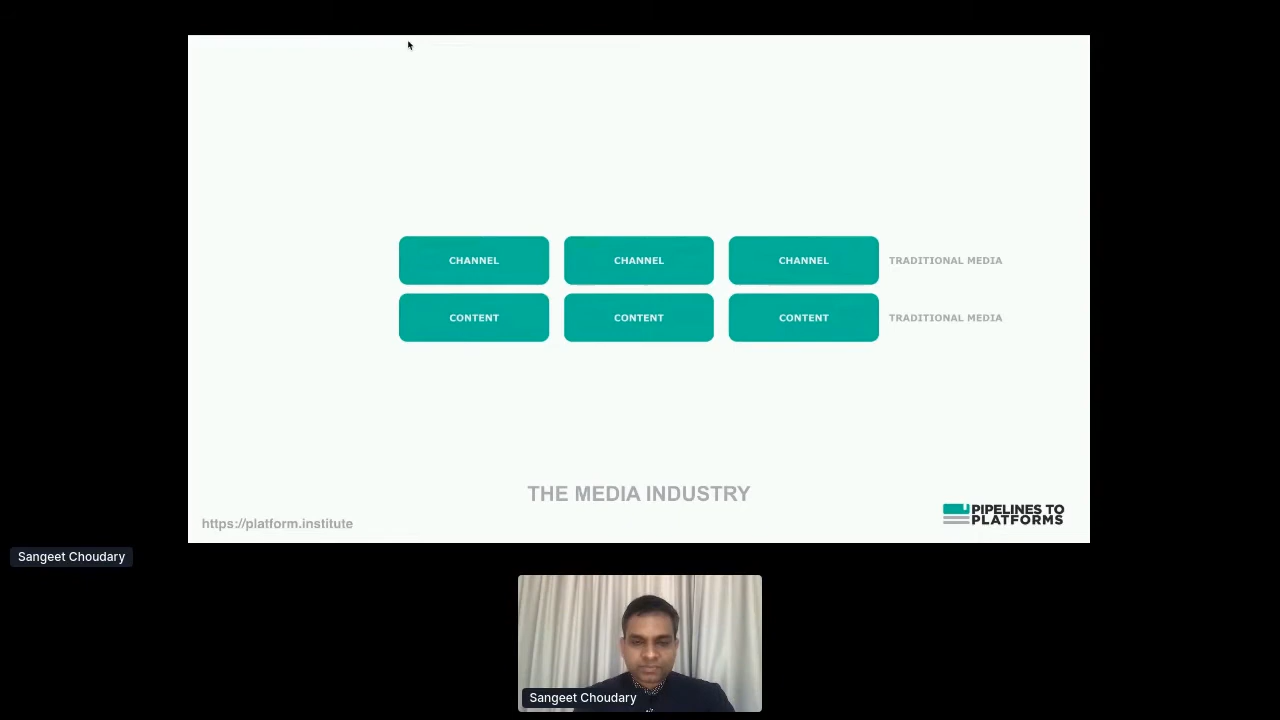 CHANNEL CHANNEL CHANNEL TRADITIONAL MEDIA
CONTENT CONTENT CONTENT TRADITIONAL MEDIA
THE MEDIA INDUSTRY
https://platform.institute
PIPELINES TO
PLATFORMS
Sangeet Choudary
Sangeet Choudary